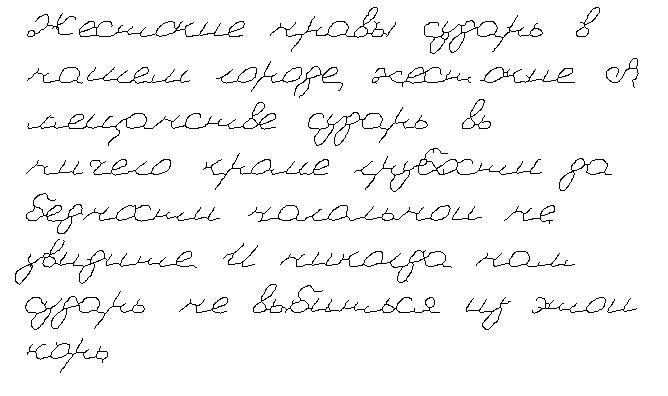 Жестокие нравы сударь в
нашем городе, жестокие В
мещанстве сударь вы
ничего кроме грубости да
бедности нагольной не
увидите И никогда нам
сударь не выбиться из этой
коры